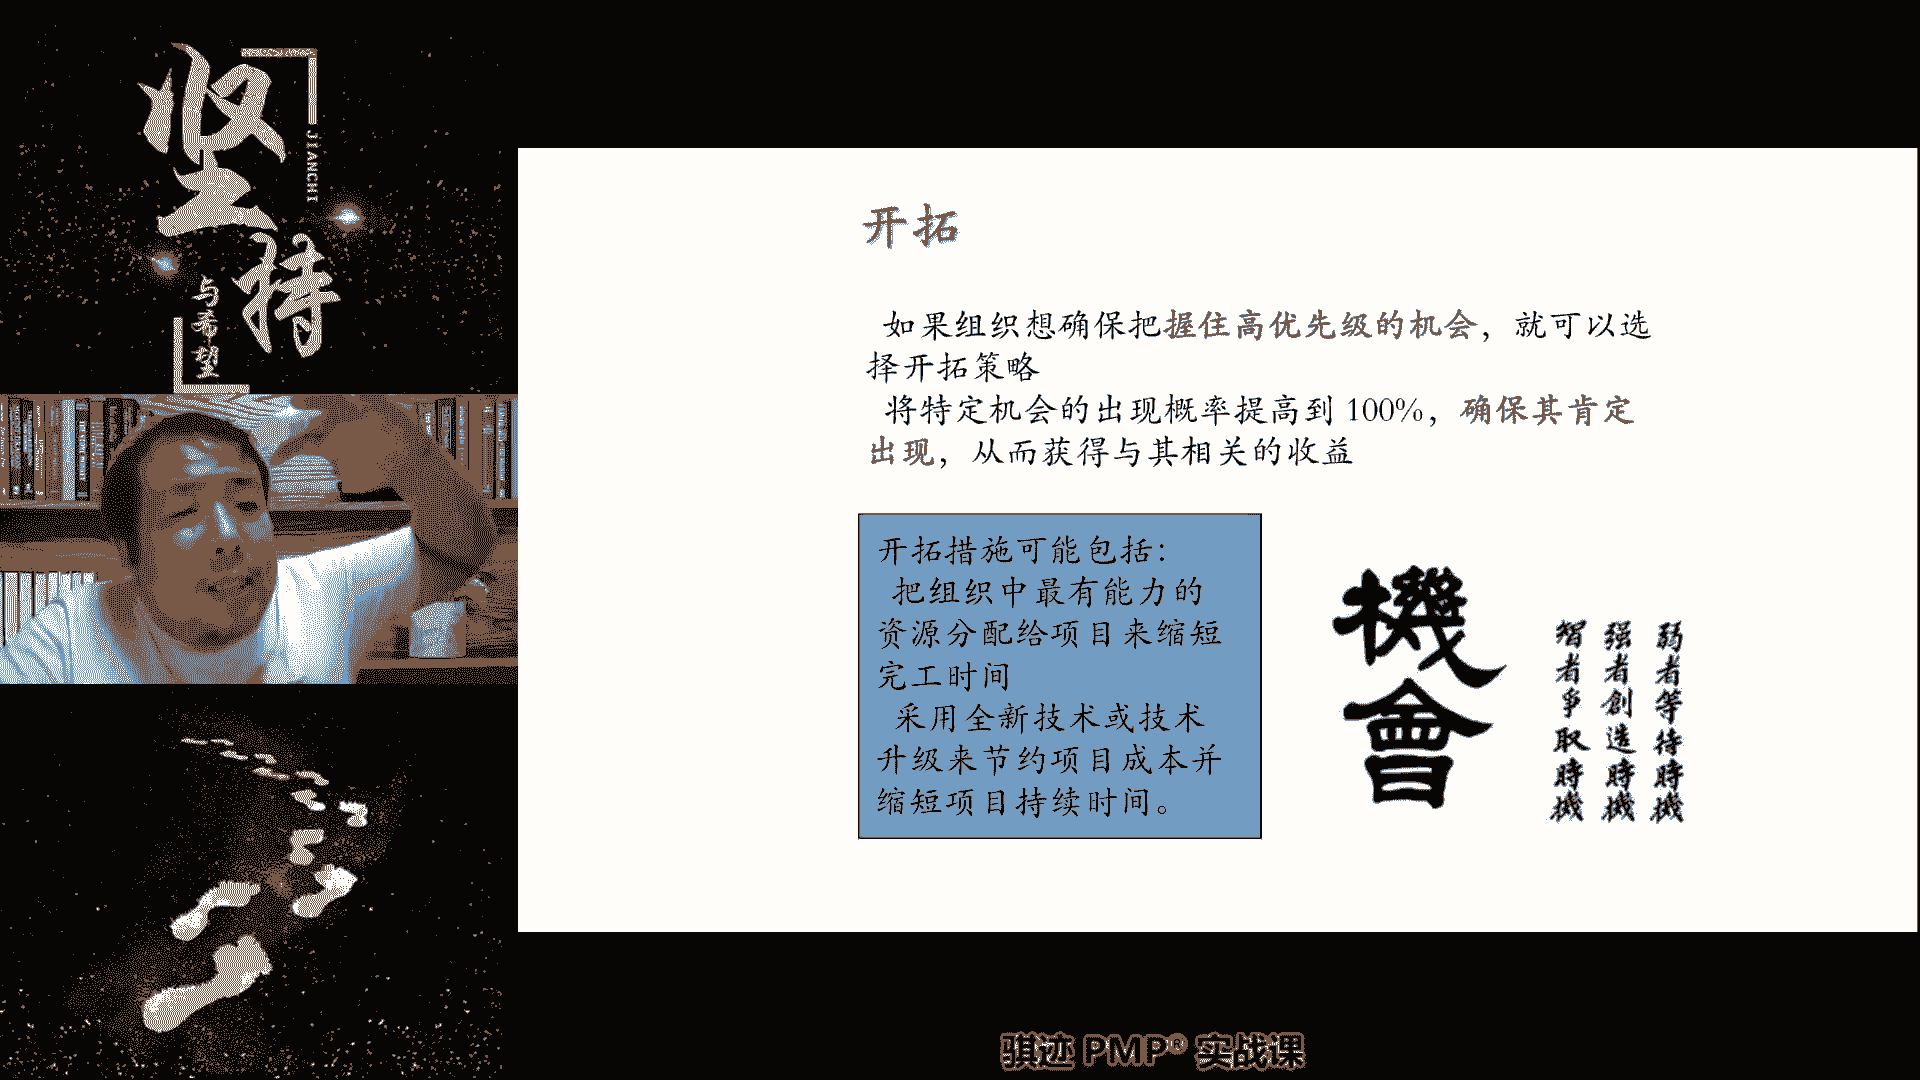 坚持
JIANCHI
与希望
开拓
如果组织想确保把握住高优先级的机会，就可以选
择开拓策略
将特定机会的出现概率提高到 100%，确保其肯定
出现，从而获得与其相关的收益
开拓措施可能包括：
把组织中最有能力的
资源分配给项目来缩短
完工时间
采用全新技术或技术
升级来节约项目成本并
缩短项目持续时间。
機會
弱者等待時機
强者創造時機
智者爭取時機
骐迹 PMP® 实战课